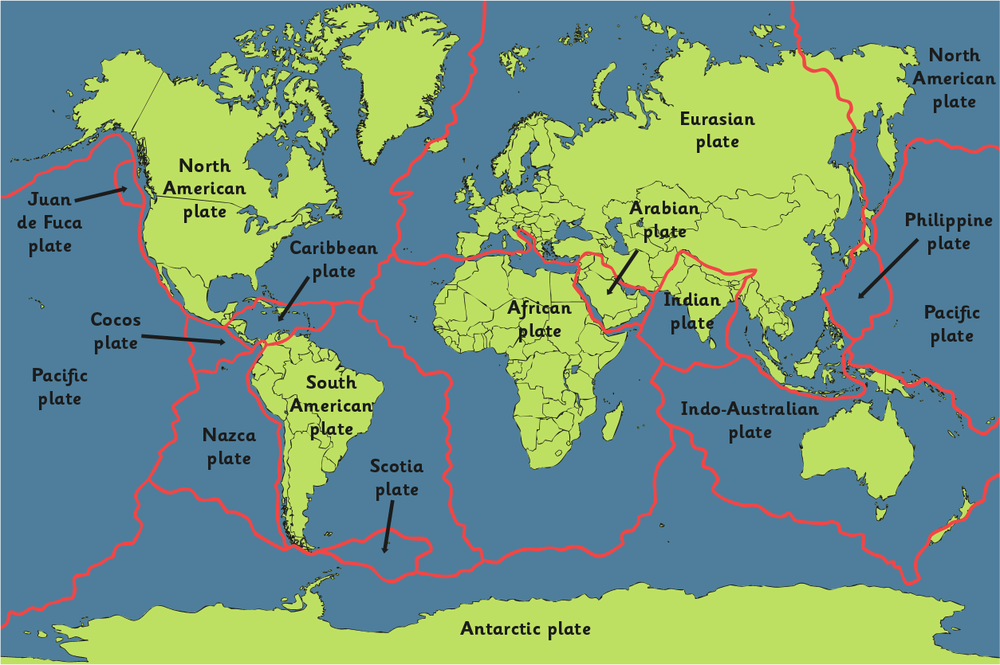 North
American
plate
Eurasian
plate
North
American
plate
Juan
de Fuca
plate
Arabian
plate
Philippine
plate
Caribbean
plate
African
plate
Indian
plate
Pacific
plate
Cocos
plate
Pacific
plate
South
American
plate
Indo-Australian
plate
Nazca
plate
Scotia
plate
Antarctic plate